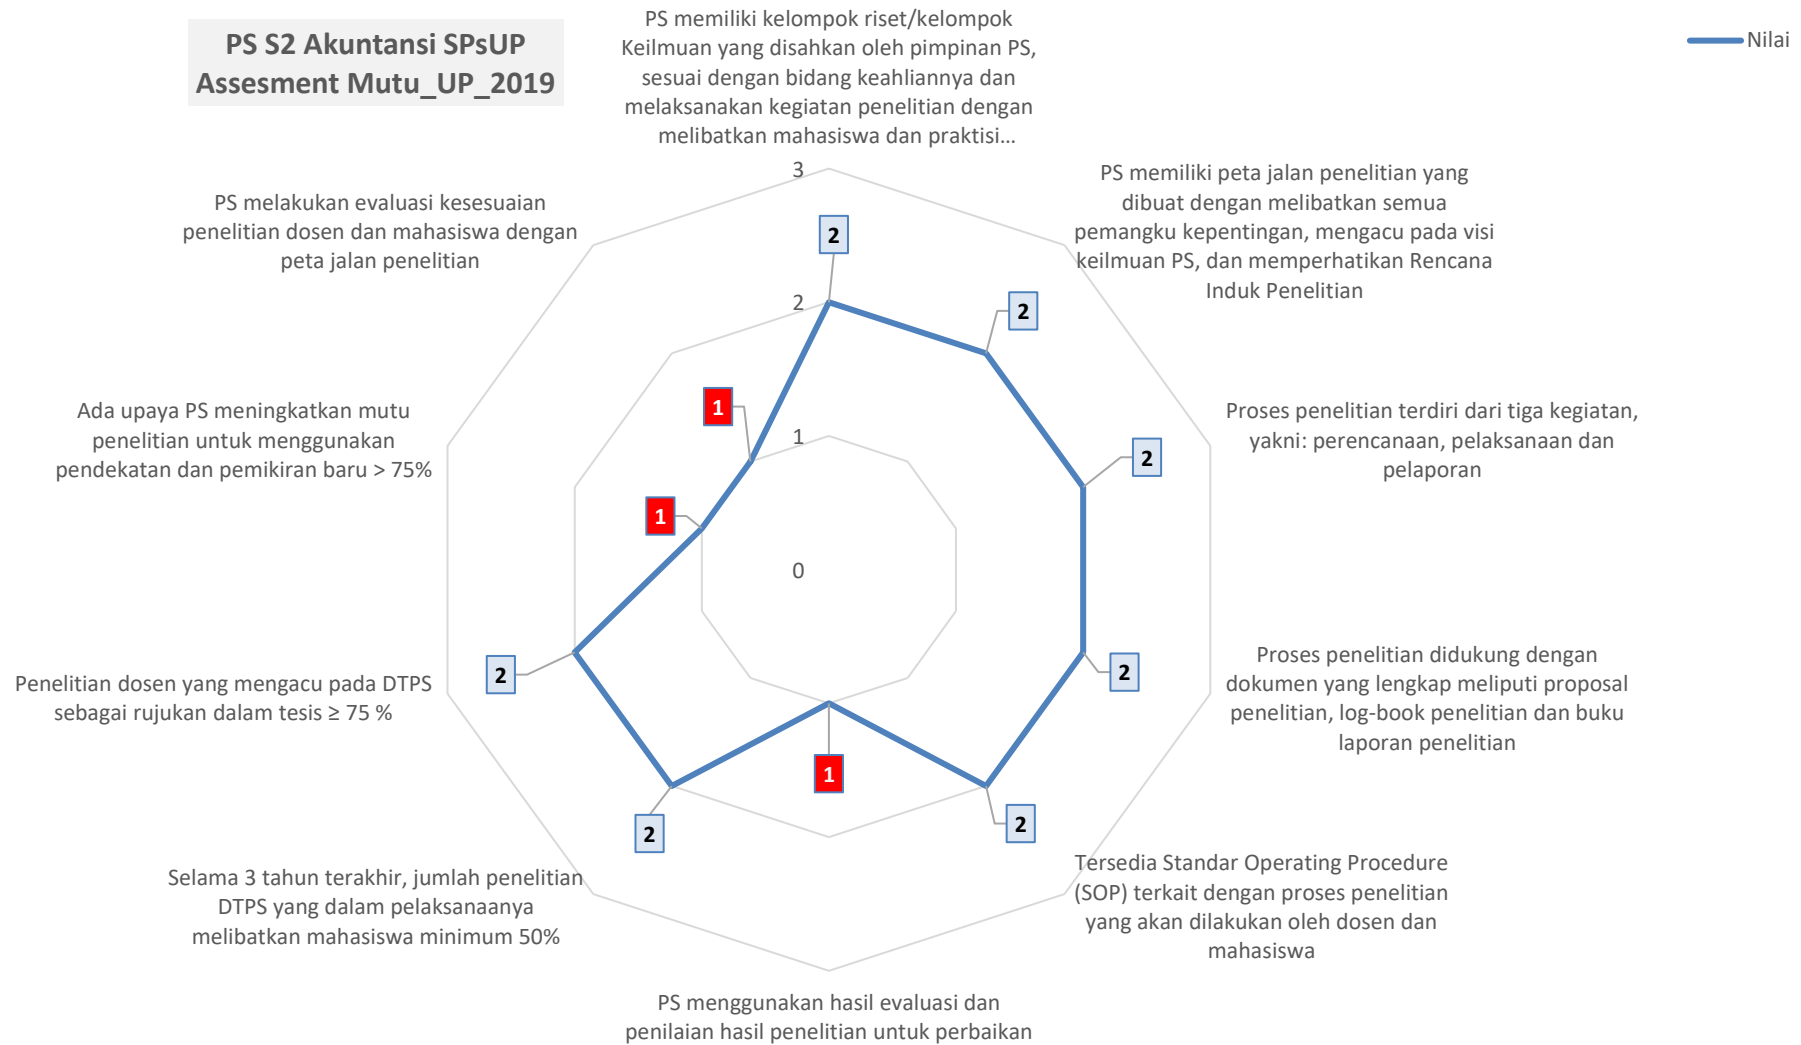 PS S2 Akuntansi SPsUP
Assesment Mutu_UP_2019
Nilai
PS memiliki kelompok riset/kelompok
Keilmuan yang disahkan oleh pimpinan PS,
sesuai dengan bidang keahliannya dan
melaksanakan kegiatan penelitian dengan
melibatkan mahasiswa dan praktisi...
PS memiliki peta jalan penelitian yang
dibuat dengan melibatkan semua
pemangku kepentingan, mengacu pada visi
keilmuan PS, dan memperhatikan Rencana
Induk Penelitian
Proses penelitian terdiri dari tiga kegiatan,
yakni: perencanaan, pelaksanaan dan
pelaporan
Proses penelitian didukung dengan
dokumen yang lengkap meliputi proposal
penelitian, log-book penelitian dan buku
laporan penelitian
Tersedia Standar Operating Procedure
(SOP) terkait dengan proses penelitian
yang akan dilakukan oleh dosen dan
mahasiswa
PS menggunakan hasil evaluasi dan
penilaian hasil penelitian untuk perbaikan
Selama 3 tahun terakhir, jumlah penelitian
DTPS yang dalam pelaksanaanya
melibatkan mahasiswa minimum 50%
Penelitian dosen yang mengacu pada DTPS
sebagai rujukan dalam tesis ≥ 75 %
Ada upaya PS meningkatkan mutu
penelitian untuk menggunakan
pendekatan dan pemikiran baru > 75%
PS melakukan evaluasi kesesuaian
penelitian dosen dan mahasiswa dengan
peta jalan penelitian
3
2
1
0
2
2
2
2
2
1
2
2
1
1